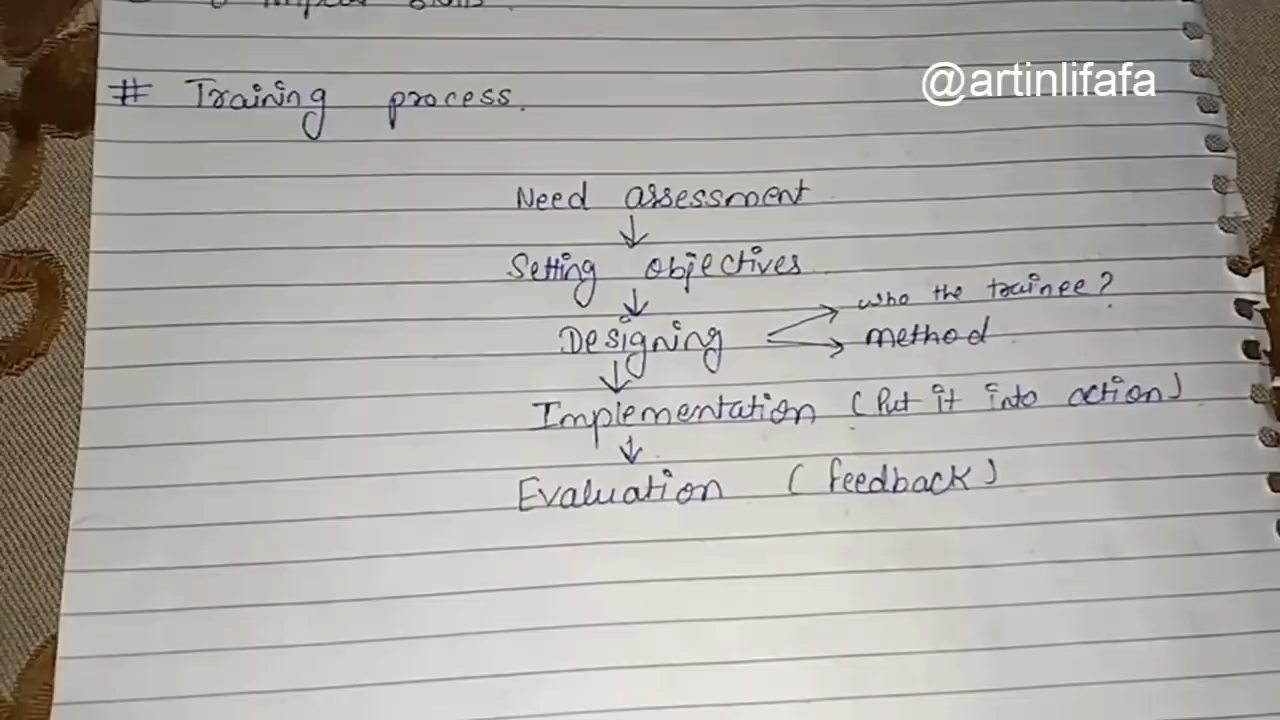 skills
@artinlifafa
# Training process.
Need assessment
↓
Setting objectives
↓
Designing → who the trainee?
→ method
↓
Implementation (Put it into action)
↓
Evaluation (feedback)